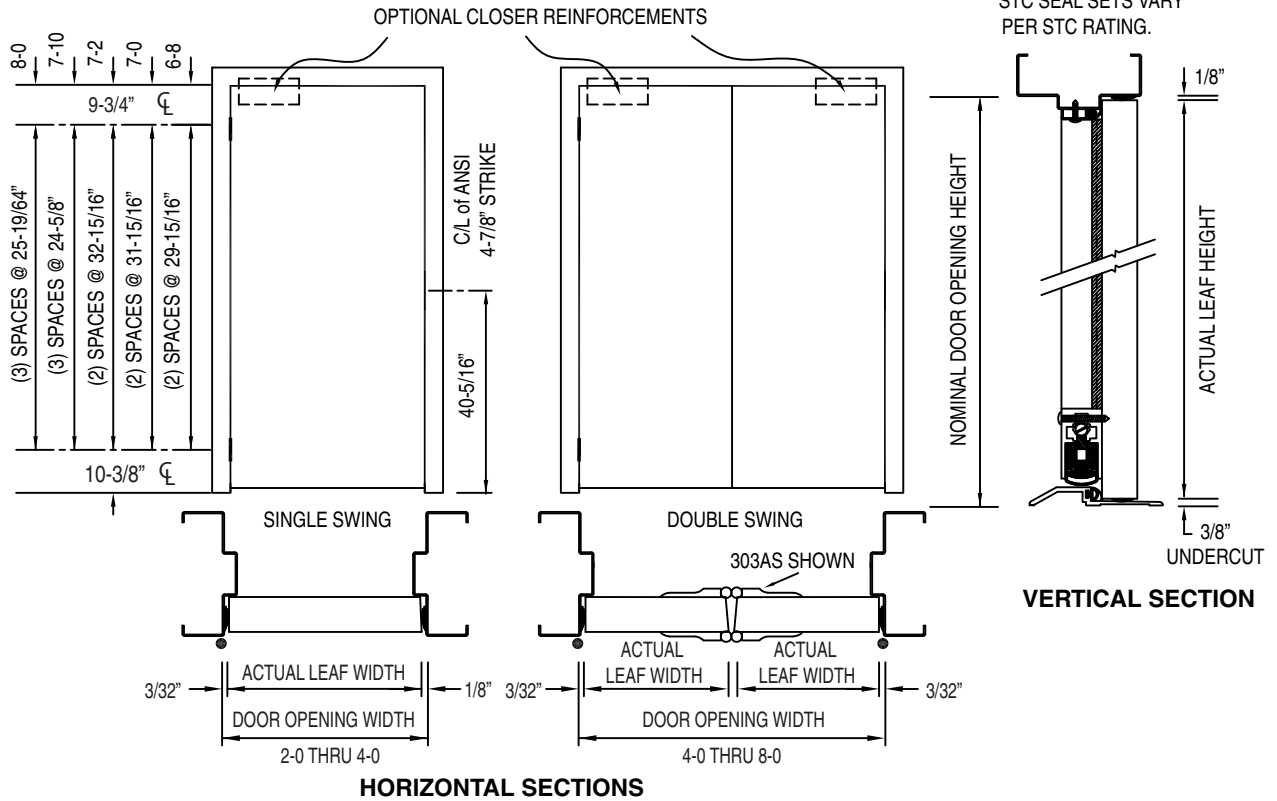 OPTIONAL CLOSER REINFORCEMENTS
STC SEAL SETS VARY
PER STC RATING.
8-0
7-10
7-2
7-0
6-8
9-3/4” ℄
(3) SPACES @ 25-19/64”
(3) SPACES @ 24-5/8”
(2) SPACES @ 32-15/16”
(2) SPACES @ 31-15/16”
(2) SPACES @ 29-15/16”
10-3/8” ℄
C/L of ANSI
4-7/8” STRIKE
40-5/16”
NOMINAL DOOR OPENING HEIGHT
1/8”
ACTUAL LEAF HEIGHT
3/8”
UNDERCUT
VERTICAL SECTION
SINGLE SWING
DOUBLE SWING
303AS SHOWN
3/32”
ACTUAL LEAF WIDTH
1/8”
DOOR OPENING WIDTH
2-0 THRU 4-0
3/32”
ACTUAL
LEAF WIDTH
ACTUAL
LEAF WIDTH
3/32”
DOOR OPENING WIDTH
4-0 THRU 8-0
HORIZONTAL SECTIONS